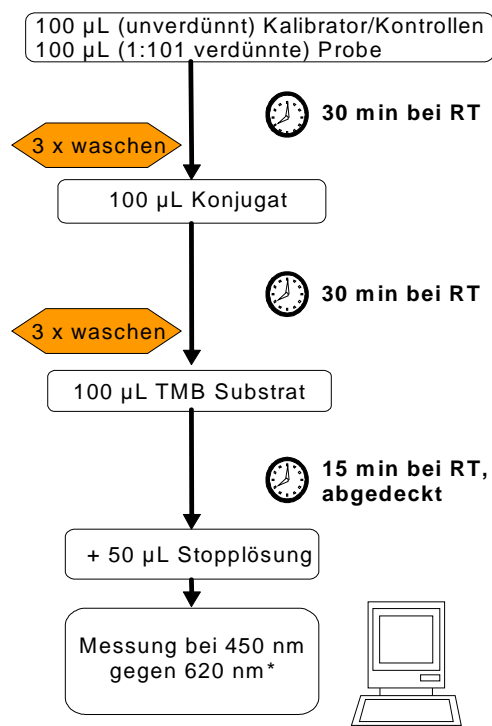 100 µL (unverdünnt) Kalibrator/Kontrollen
100 µL (1:101 verdünnte) Probe
30 min bei RT
3 x waschen
100 µL Konjugat
30 min bei RT
3 x waschen
100 µL TMB Substrat
15 min bei RT,
abgedeckt
+ 50 µL Stopplösung
Messung bei 450 nm
gegen 620 nm*